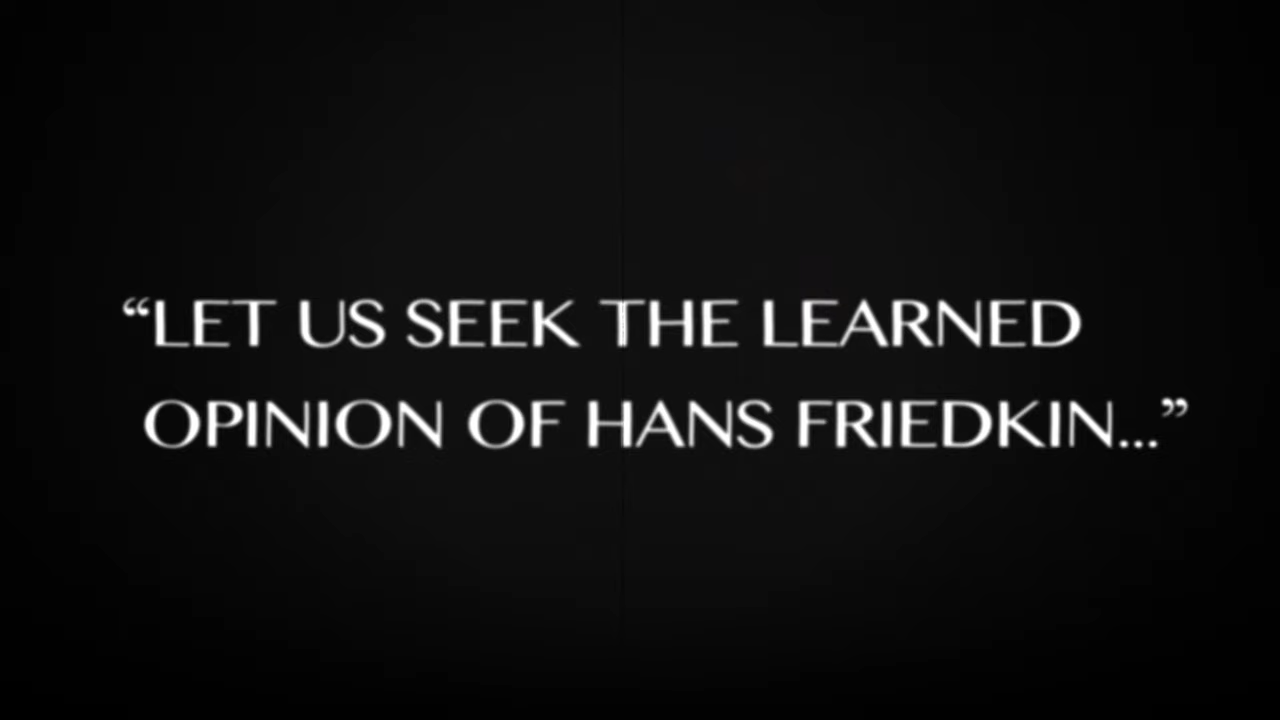 “LET US SEEK THE LEARNED
OPINION OF HANS FRIEDKIN...”